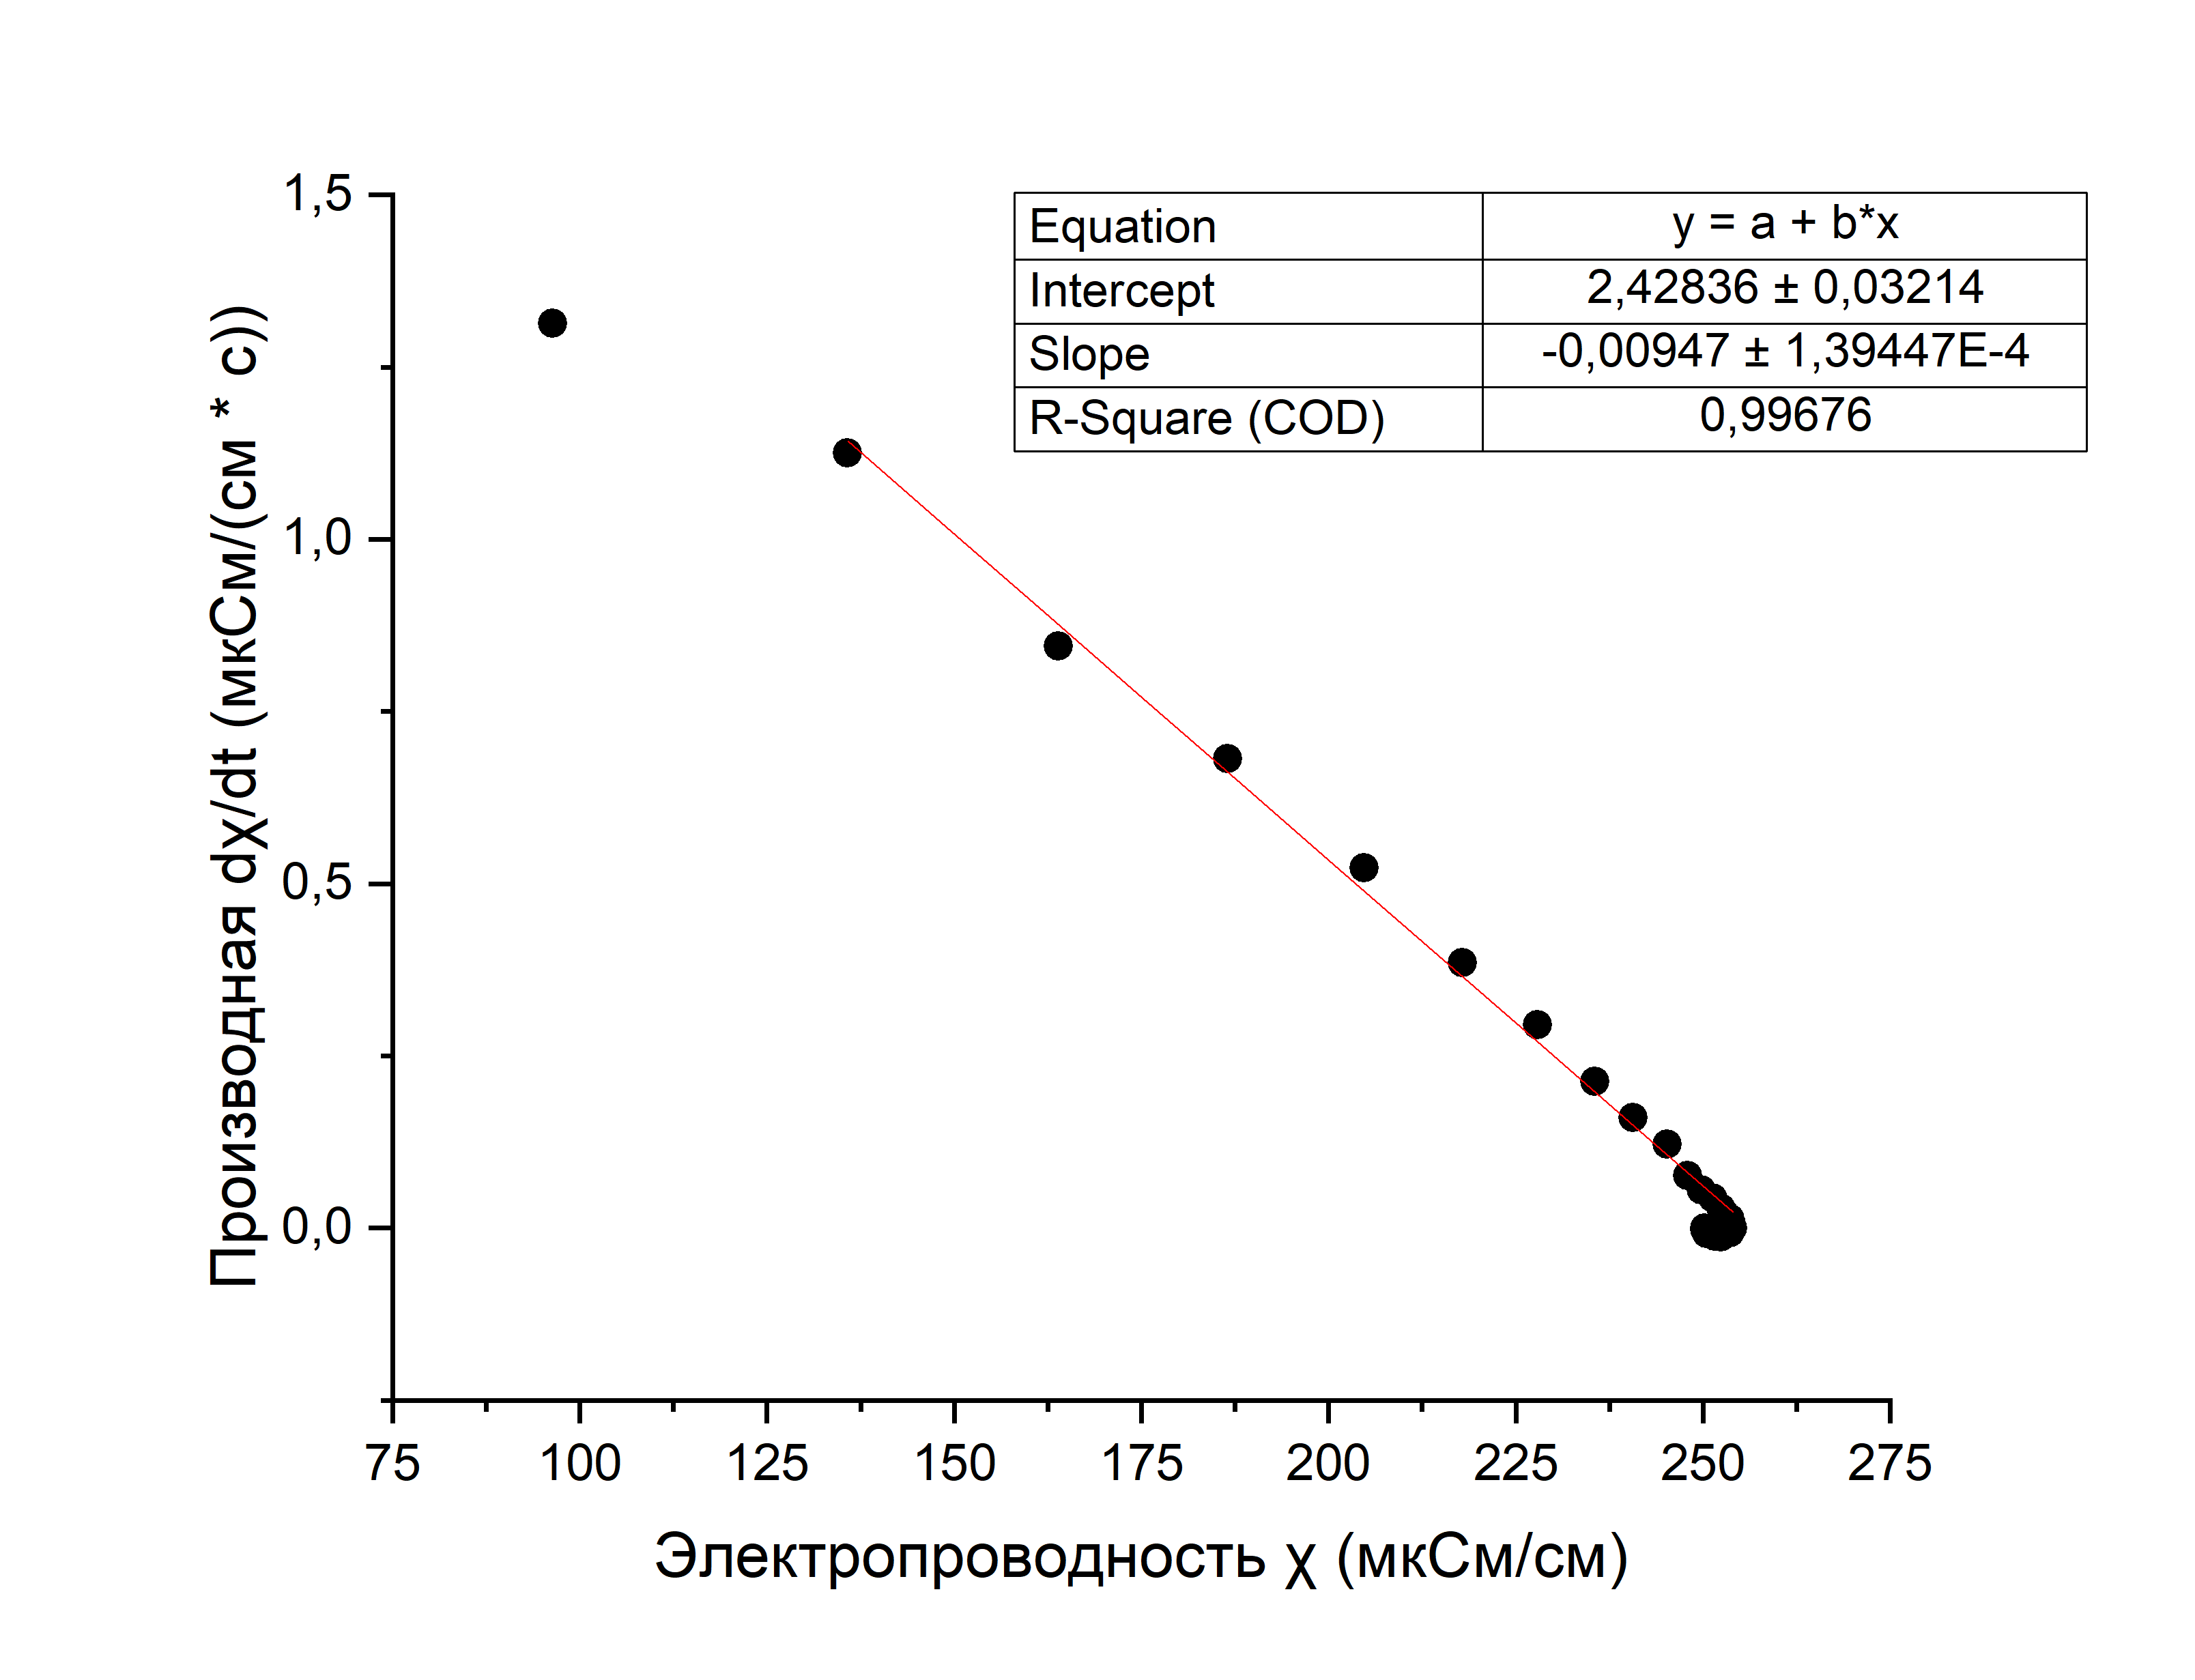 Equation y = a + b*x
Intercept 2,42836 ± 0,03214
Slope -0,00947 ± 1,39447E-4
R-Square (COD) 0,99676
Производная dχ/dt (мкСм/(см * с))
1,5
1,0
0,5
0,0
75 100 125 150 175 200 225 250 275
Электропроводность χ (мкСм/см)